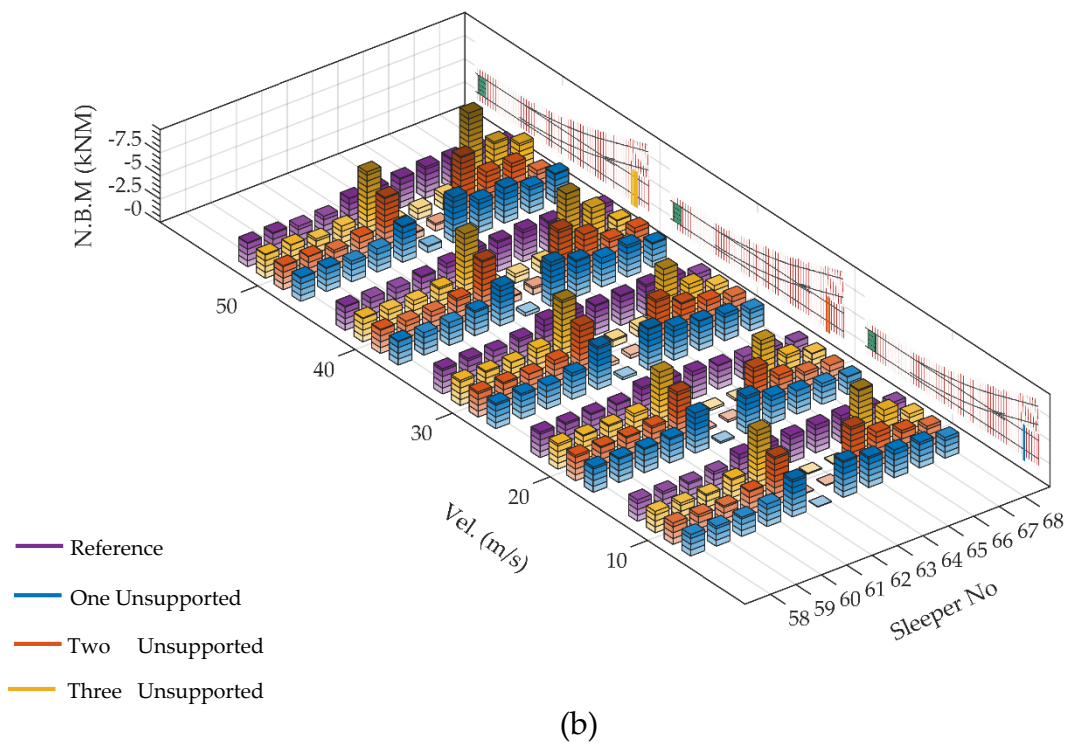 N.B.M (kNM)
-7.5
-5
-2.5
-0
50
40
30
20
10
Vel. (m/s)
58
59
60
61
62
63
64
65
66
67
68
Sleeper No
Reference
One Unsupported
Two Unsupported
Three Unsupported
(b)